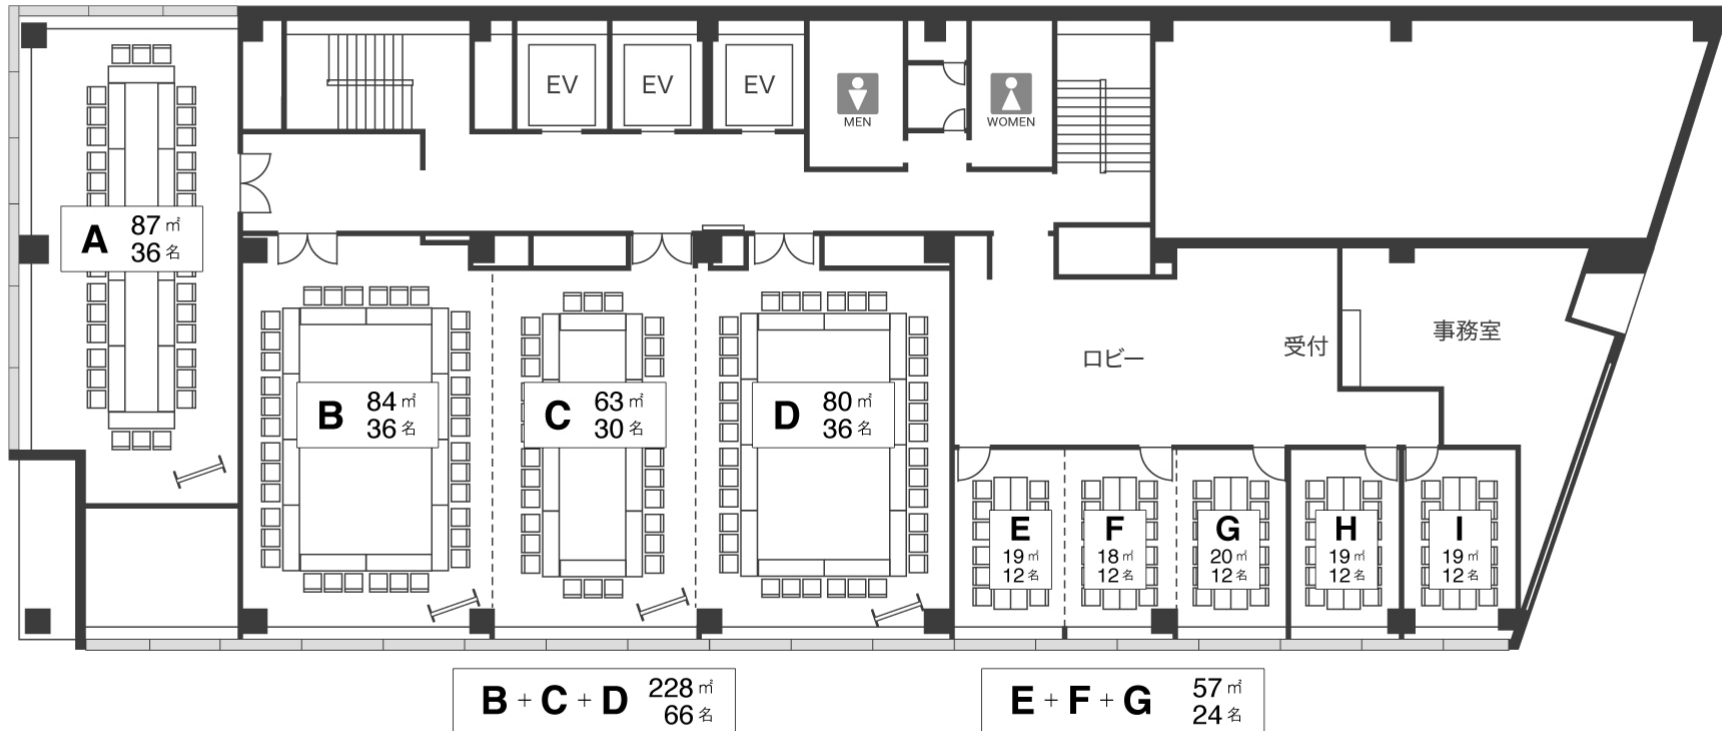 EV
EV
EV
MEN
WOMEN
A 87㎡
36名
B 84㎡
36名
C 63㎡
30名
D 80㎡
36名
ロビー
受付
事務室
E
19㎡
12名
F
18㎡
12名
G
20㎡
12名
H
19㎡
12名
I
19㎡
12名
B + C + D 228㎡
66名
E + F + G 57㎡
24名